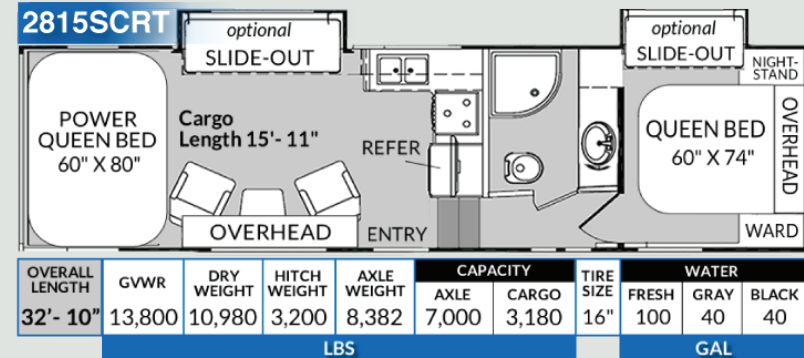 2815SCRT
optional
SLIDE-OUT
optional
SLIDE-OUT
NIGHT-
STAND
POWER
QUEEN BED
60" X 80"
Cargo
Length 15'- 11"
REFER
QUEEN BED
60" X 74"
OVERHEAD
OVERHEAD
ENTRY
WARD
OVERALL
LENGTH
GVWR
DRY
WEIGHT
HITCH
WEIGHT
AXLE
WEIGHT
CAPACITY
AXLE
CARGO
TIRE
SIZE
WATER
FRESH
GRAY
BLACK
32'- 10" 13,800 10,980 3,200 8,382 7,000 3,180 16" 100 40 40
LBS
GAL